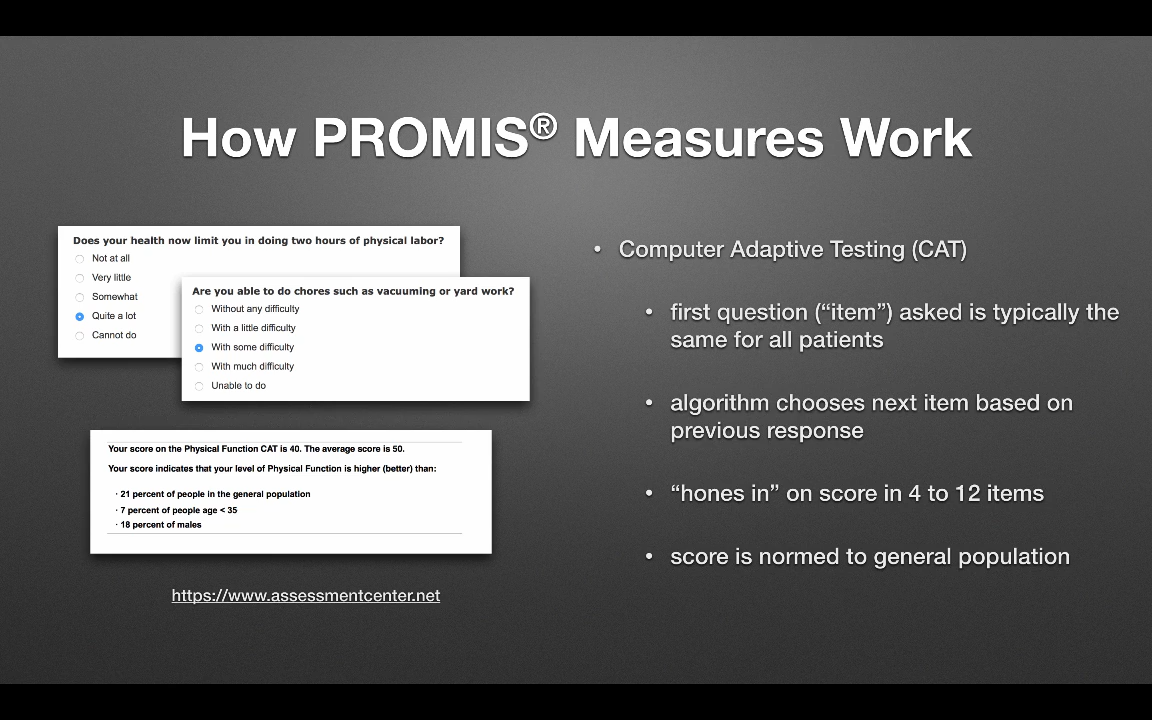 How PROMIS® Measures Work
Does your health now limit you in doing two hours of physical labor?
Not at all
Very little
Somewhat
Quite a lot
Cannot do
Are you able to do chores such as vacuuming or yard work?
Without any difficulty
With a little difficulty
With some difficulty
With much difficulty
Unable to do
Your score on the Physical Function CAT is 40. The average score is 50.
Your score indicates that your level of Physical Function is higher (better) than:
· 21 percent of people in the general population
· 7 percent of people age < 35
· 18 percent of males
https://www.assessmentcenter.net
• Computer Adaptive Testing (CAT)
• first question (“item”) asked is typically the
same for all patients
• algorithm chooses next item based on
previous response
• “hones in” on score in 4 to 12 items
• score is normed to general population